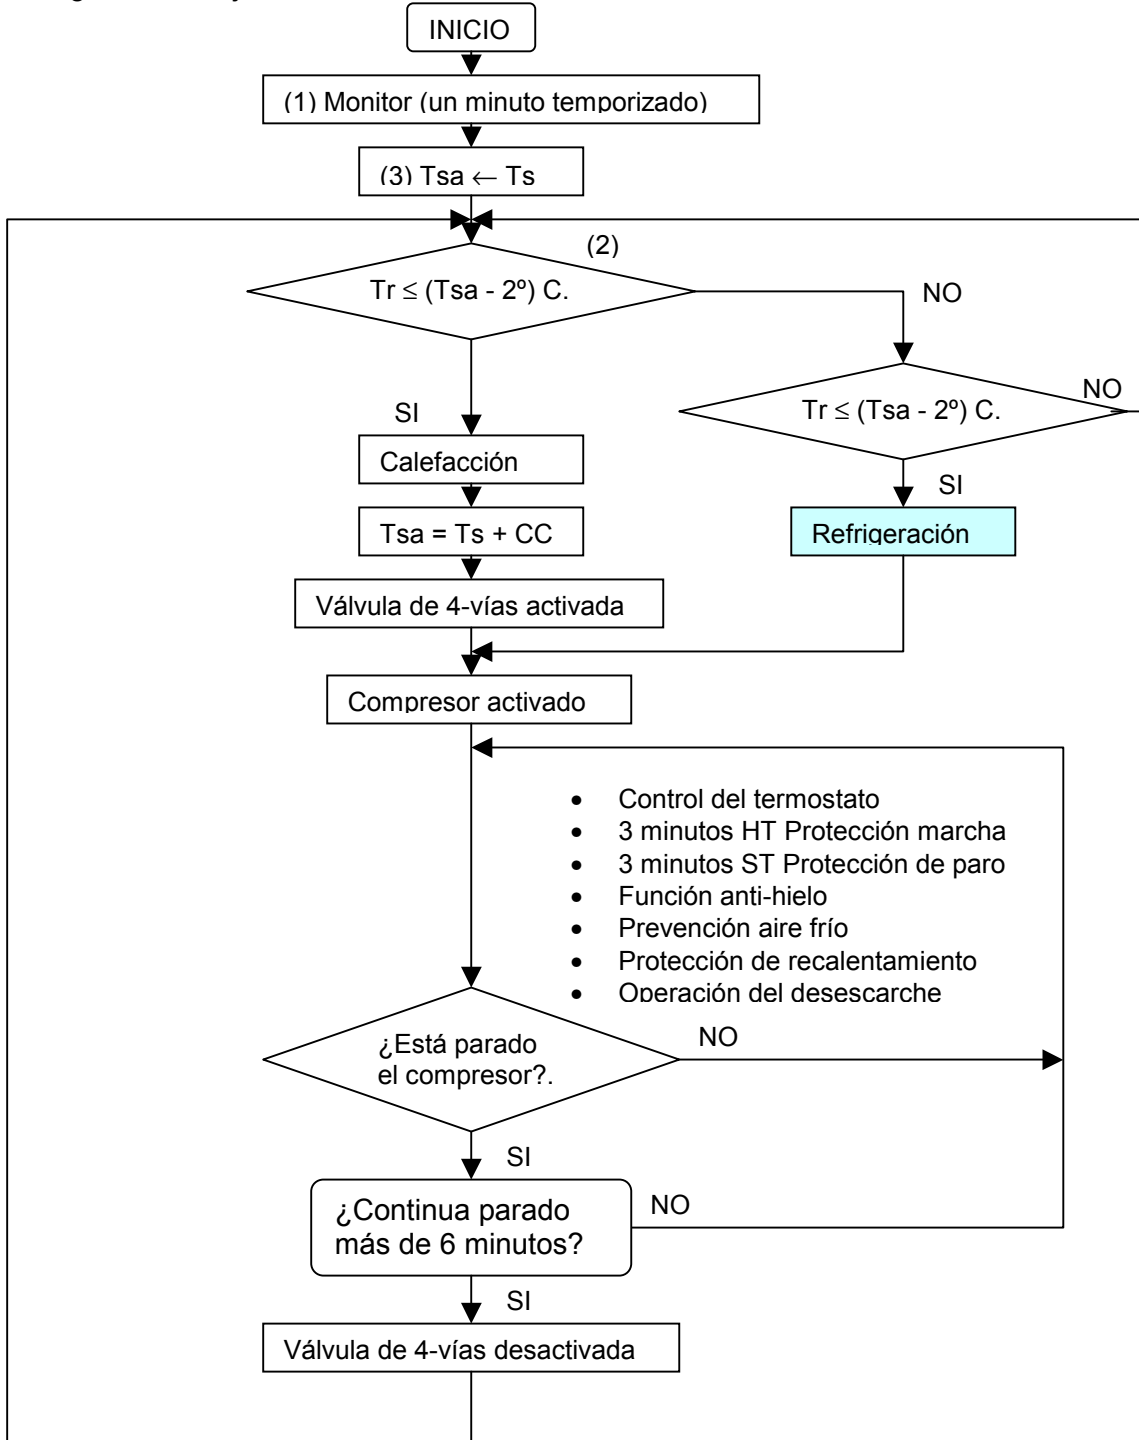 INICIO
(1) Monitor (un minuto temporizado)
(3) Tsa ← Ts
(2)
Tr ≤ (Tsa - 2º) C.
NO
Tr ≤ (Tsa - 2º) C.
NO
SI
SI
Calefacción
Tsa = Ts + CC
Refrigeración
Válvula de 4-vías activada
Compresor activado
• Control del termostato
• 3 minutos HT Protección marcha
• 3 minutos ST Protección de paro
• Función anti-hielo
• Prevención aire frío
• Protección de recalentamiento
• Operación del desescarche
¿Está parado
el compresor?.
NO
SI
¿Continua parado
más de 6 minutos?
NO
SI
Válvula de 4-vías desactivada